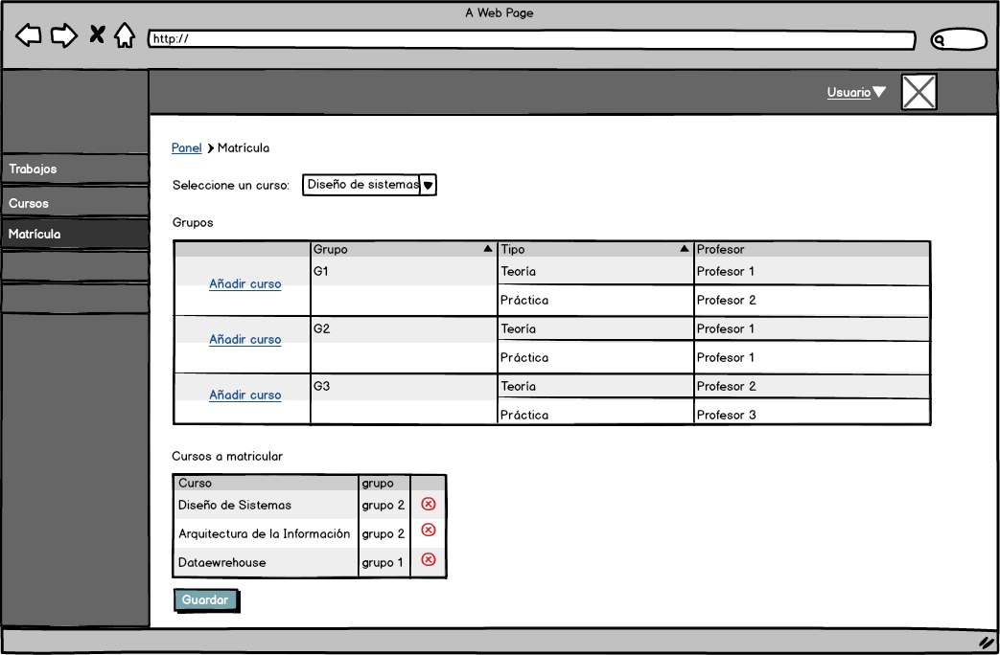 A Web Page
http://
Usuario
Trabajos
Cursos
Matrícula
Panel Matrícula
Seleccione un curso: Diseño de sistemas
Grupos
Grupo Tipo Profesor
Añadir curso G1 Teoría Profesor 1
Práctica Profesor 2
Añadir curso G2 Teoría Profesor 1
Práctica Profesor 1
Añadir curso G3 Teoría Profesor 2
Práctica Profesor 3
Cursos a matricular
Curso grupo
Diseño de Sistemas grupo 2
Arquitectura de la Información grupo 2
Dataewrehouse grupo 1
Guardar